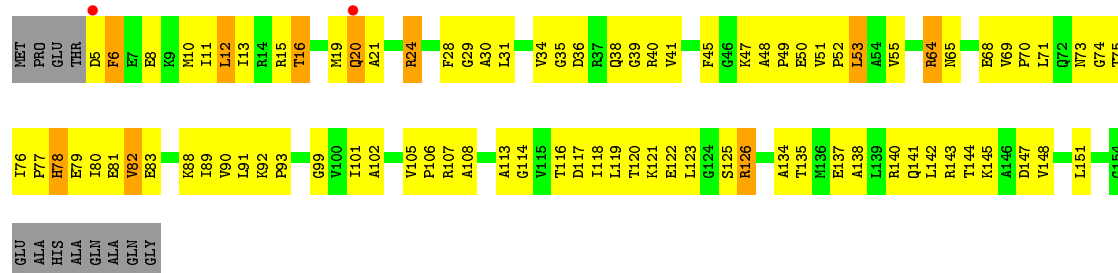 MET PRO GLU THR D5 F6 E7 E8 K9 M10 I11 L12 I13 R14 R15 T16 M19 Q20 A21 R24 F28 G29 A30 L31 V34 G35 D36 R37 Q38 G39 R40 V41 F45 G46 K47 A48 P49 E50 V51 P52 L53 A54 V55 R64 N65 E68 V69 P70 L71 Q72 N73 G74 T75
I76 P77 H78 E79 I80 E81 V82 E83 K88 I89 V90 L91 K92 P93 G99 V100 I101 A102 V105 P106 R107 A108 A113 G114 V115 T116 D117 I118 L119 T120 K121 E122 L123 G124 S125 R126 A134 T135 M136 E137 A138 L139 R140 Q141 L142 R143 T144 K145 A146 D147 V148 L151 G154
GLU ALA HIS ALA GLN ALA GLN GLY